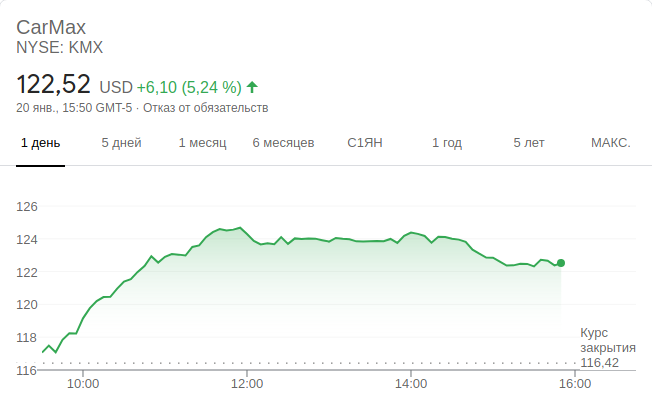 CarMax
NYSE: KMX
122,52 USD +6,10 (5,24 %)
20 янв., 15:50 GMT-5 · Отказ от обязательств
1 день 5 дней 1 месяц 6 месяцев С1ЯН 1 год 5 лет МАКС.
126
124
122
120
118
116
Курс
закрытия
116,42
10:00 12:00 14:00 16:00